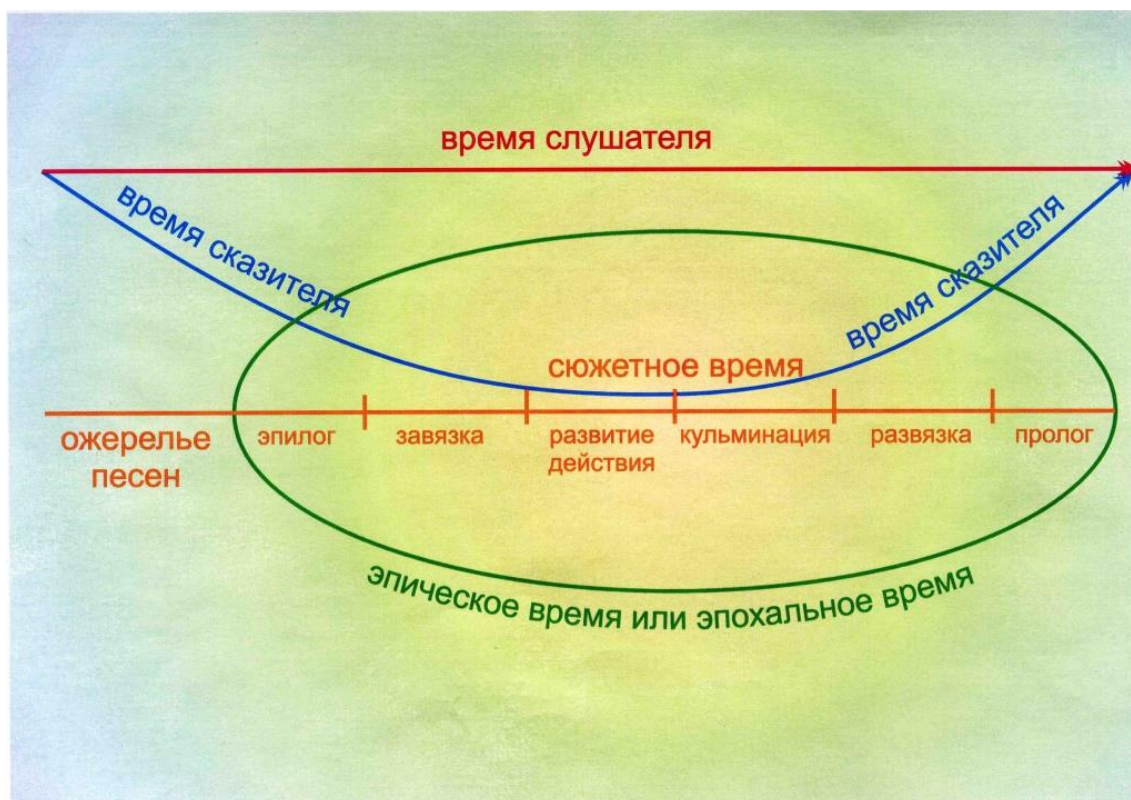 время слушателя
время сказителя
время сказителя
сюжетное время
ожерелье
песен
эпилог
завязка
развитие
действия
кульминация
развязка
пролог
эпическое время или эпохальное время